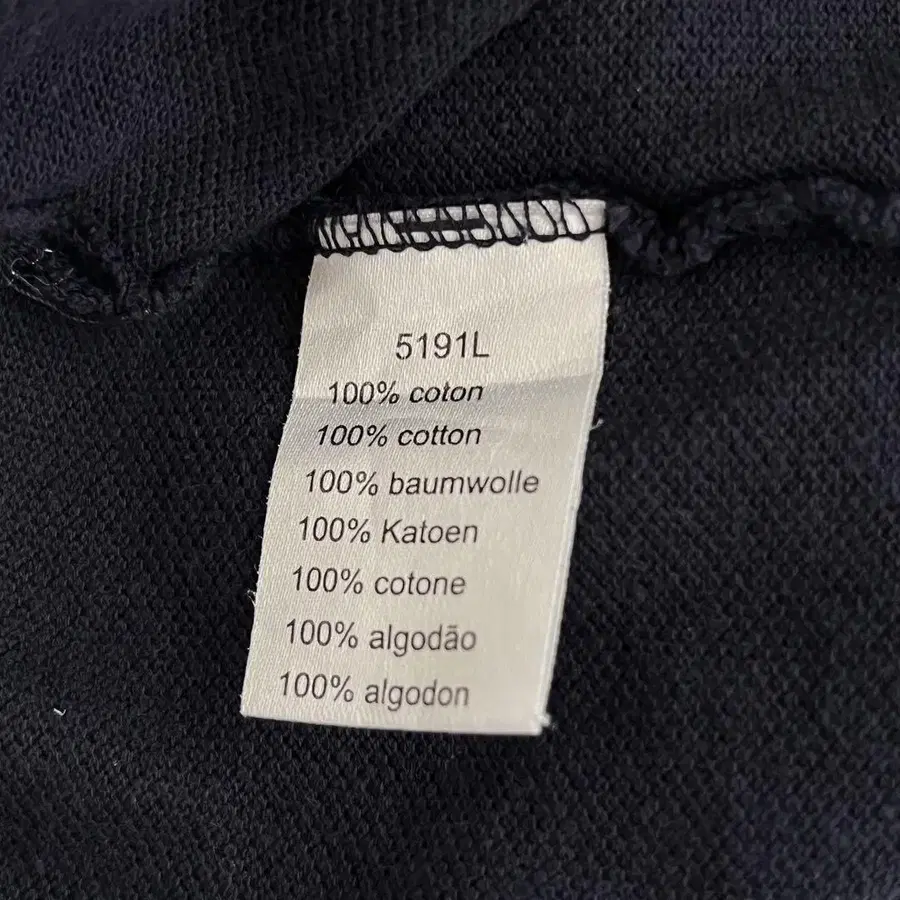 5191L
100% coton
100% cotton
100% baumwolle
100% Katoen
100% cotone
100% algodão
100% algodon